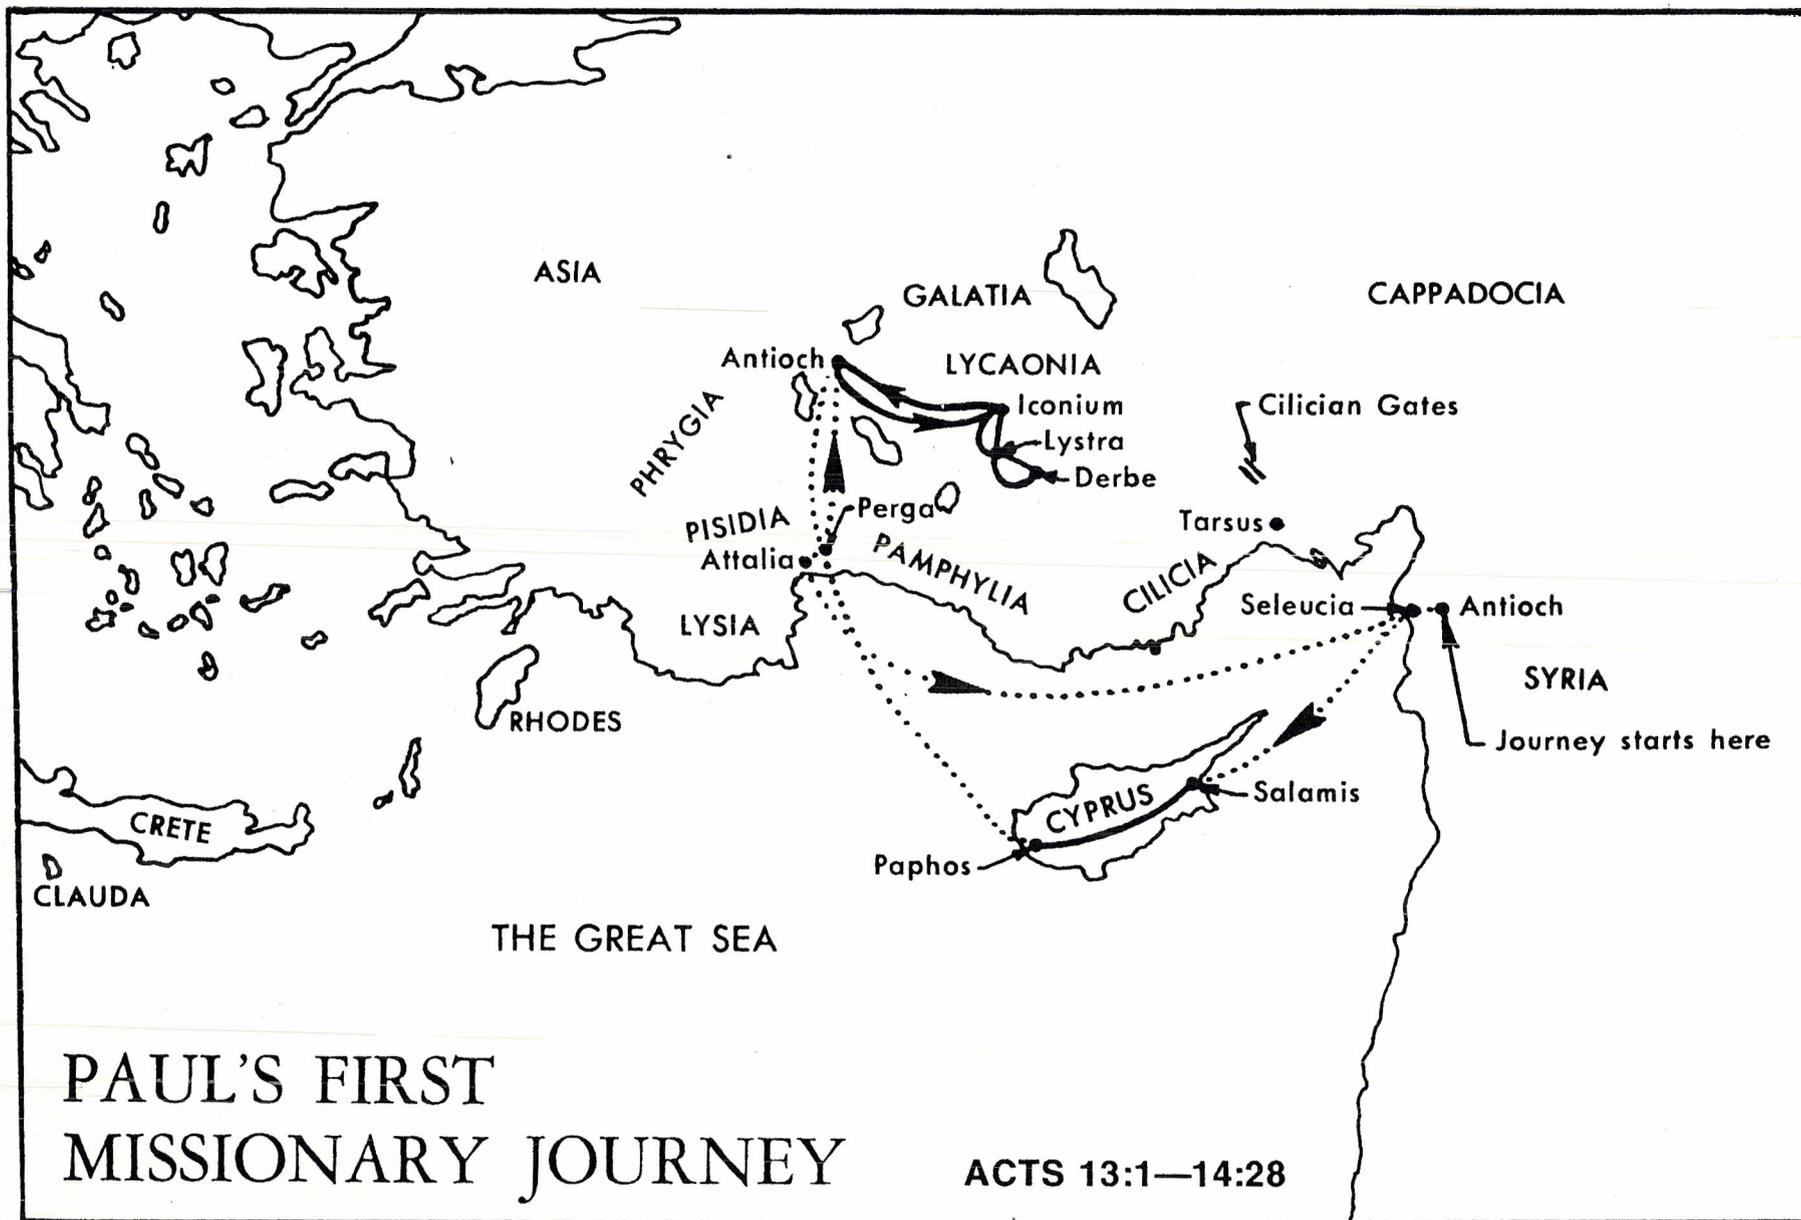 ASIA
GALATIA
CAPPADOCIA
Antioch
LYCAONIA
Iconium
Cilician Gates
PHRYGIA
Lystra
Derbe
Perga
PISIDIA
Tarsus
Attalia
PAMPHYLIA
CILICIA
Seleucia
Antioch
LYSIA
SYRIA
RHODES
Journey starts here
Salamis
CYPRUS
CRETE
Paphos
CLAUDA
THE GREAT SEA
PAUL'S FIRST
MISSIONARY JOURNEY
ACTS 13:1—14:28